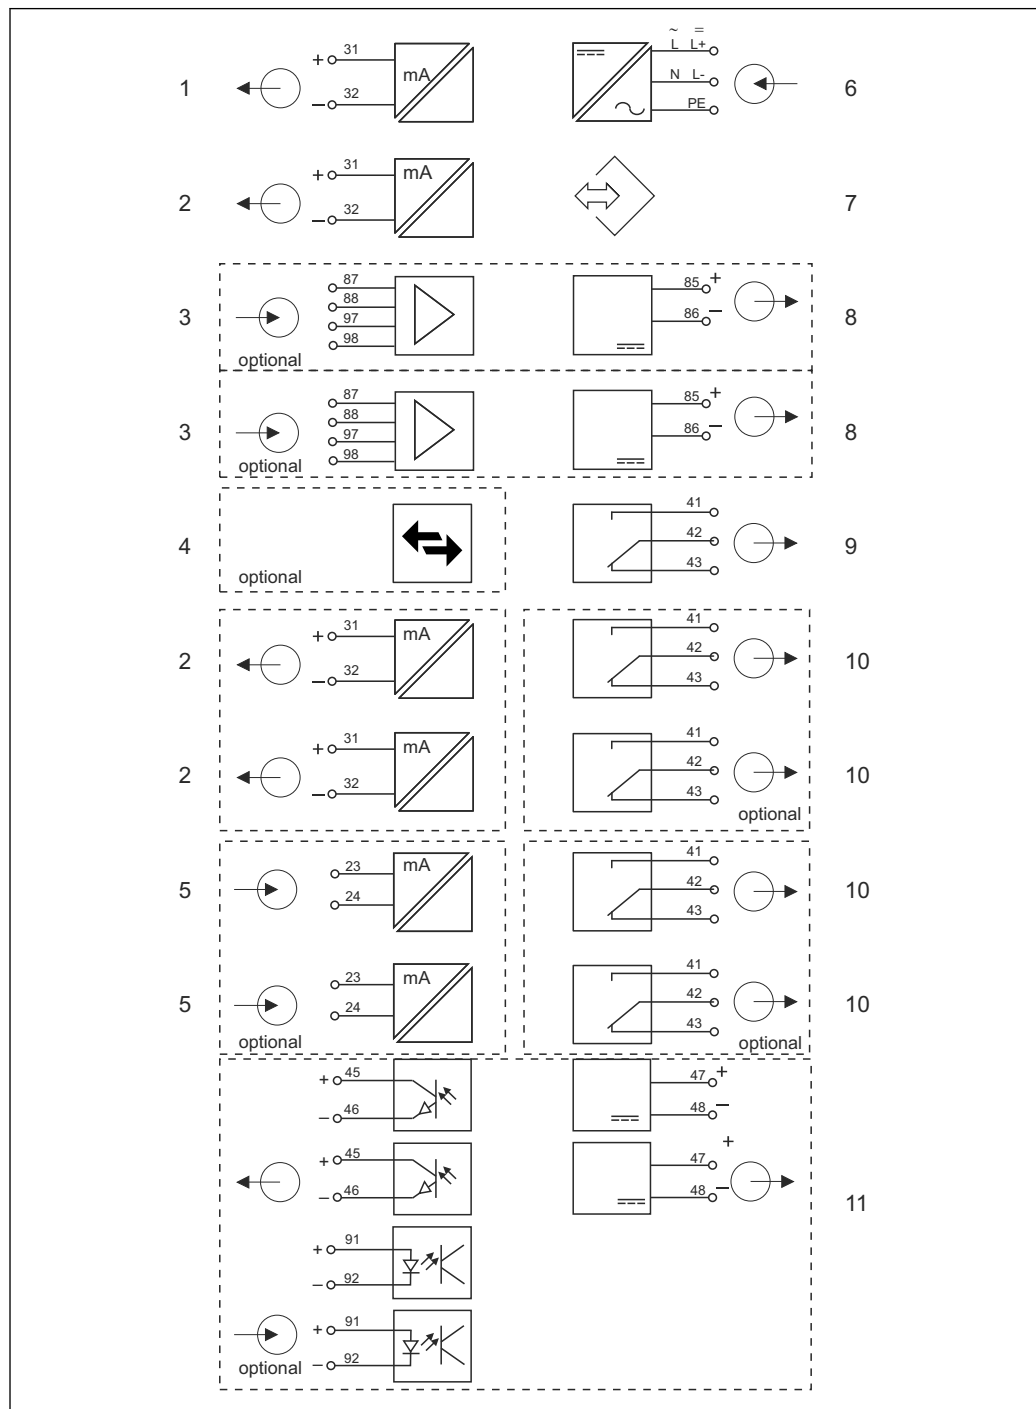 ~ =
1 + 31 mA L L+ 6
− 32 N L-
PE
2 + 31 mA 7
− 32
3 87 85 + 8
88 86 −
97
98
optional
3 87 85 + 8
88 86 −
97
98
optional
4 41 9
42
43
optional
2 + 31 mA 41 10
− 32 42
43
2 + 31 mA 41 10
− 32 42
43
optional
5 23 mA 41 10
24 42
43
5 23 mA 41 10
24 42
43
optional optional
+ 45 47 +
− 46 48 −
+ 45 47 +
− 46 48 −
11
+ 91
− 92
+ 91
− 92
optional